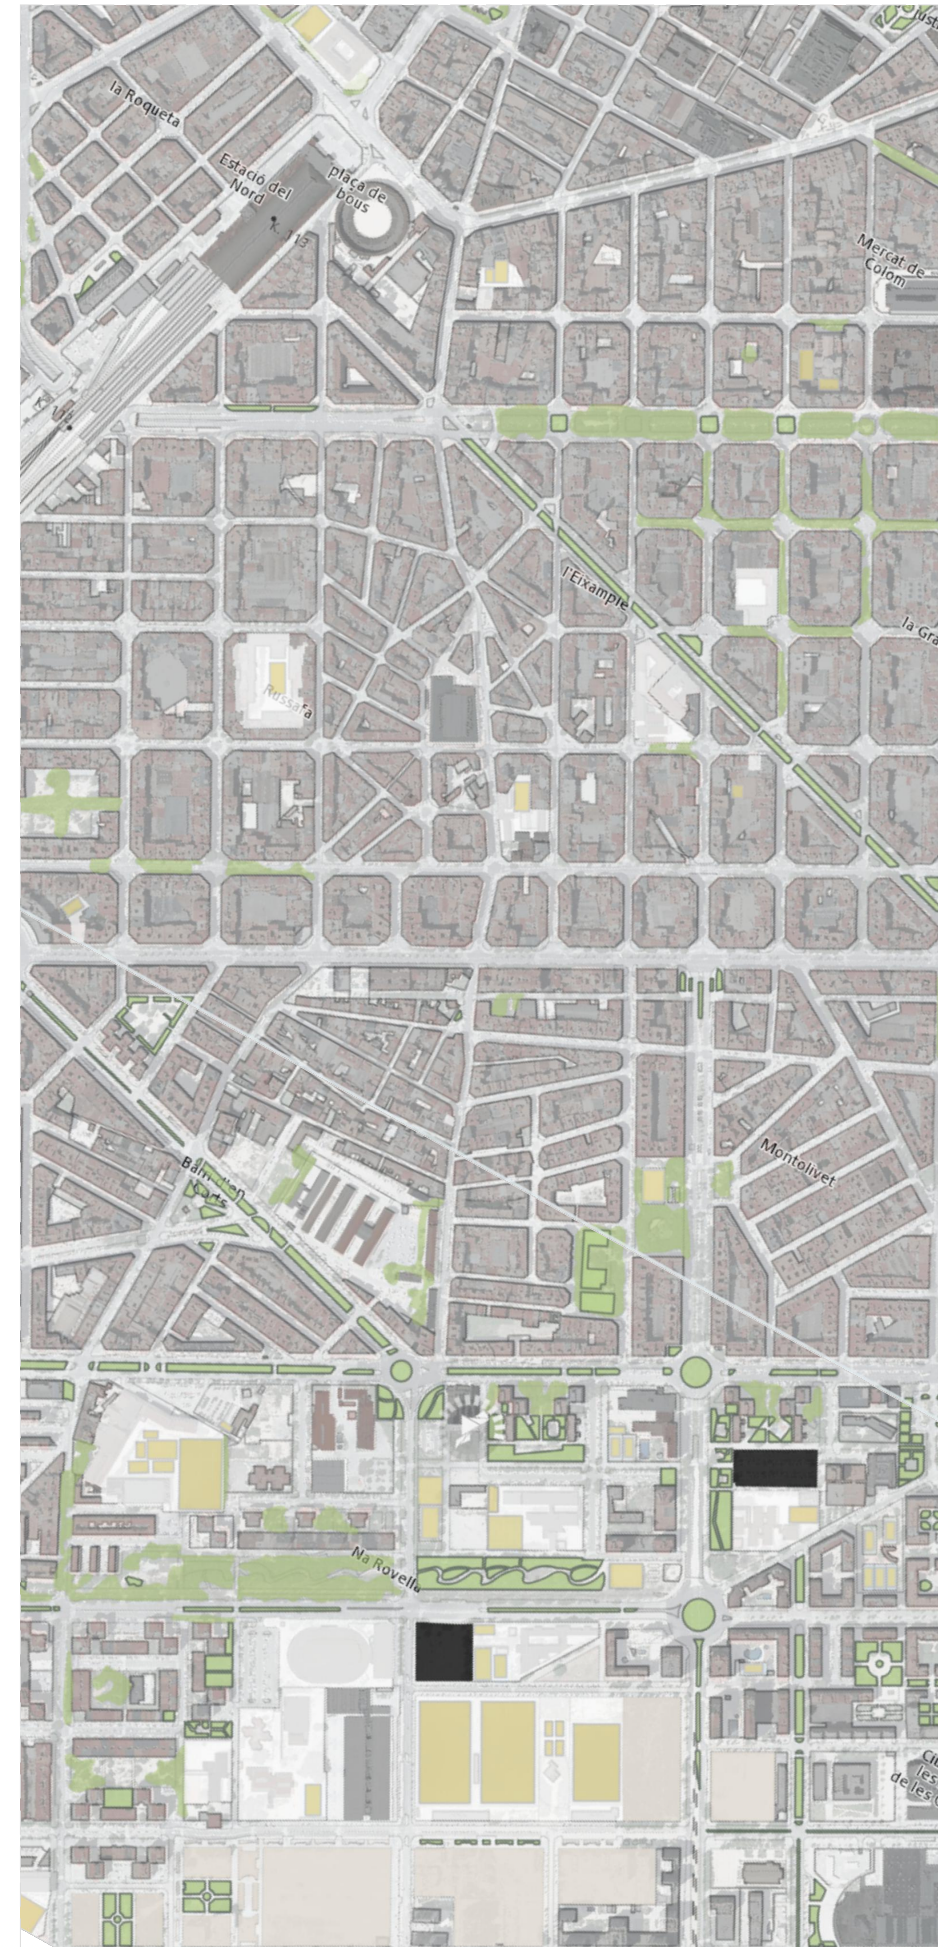 la Roqueta
Estació del
Nord
plaça de
bous
K. 113
Mercat de
Colom
l'Eixample
la Gra
Russafa
Montolivet
Na Rovella